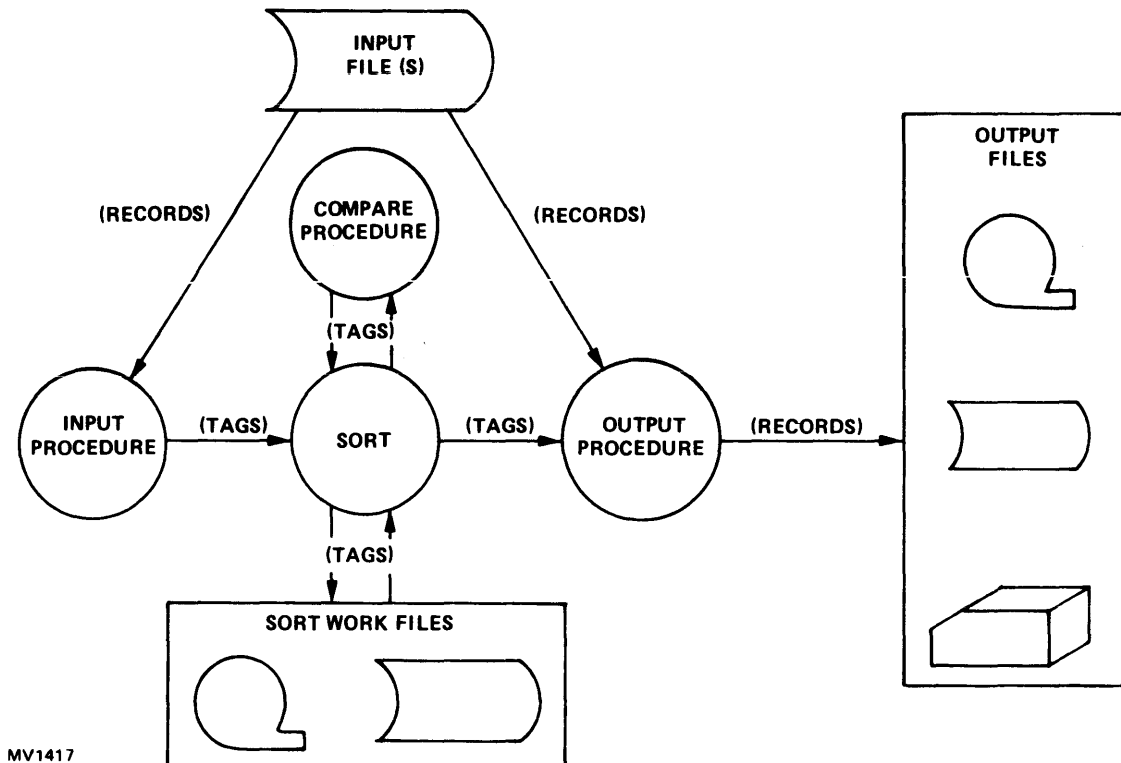 INPUT
FILE (S)
OUTPUT
FILES
COMPARE
PROCEDURE
(RECORDS)
(RECORDS)
(TAGS)
INPUT
PROCEDURE
(TAGS)
SORT
(TAGS)
OUTPUT
PROCEDURE
(RECORDS)
(TAGS)
SORT WORK FILES
MV1417